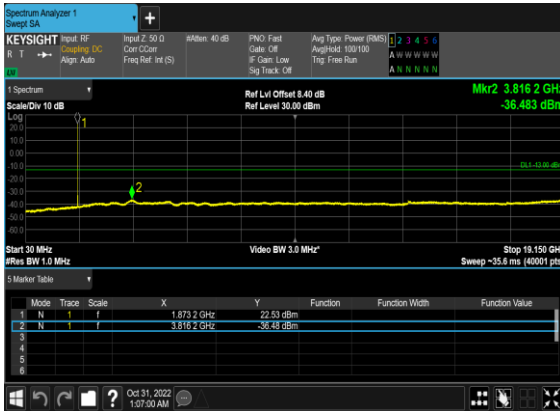 Spectrum Analyzer 1
Swept SA
+
KEYSIGHT Input: RF Input Z: 50 Ω #Atten: 40 dB PNO: Fast Avg Type: Power (RMS) 1 2 3 4 5 6
R T Coupling: DC Corr CCorr Gate: Off Avg|Hold: 100/100 A W W W W W
Align: Auto Freq Ref: Int (S) IF Gain: Low Trig: Free Run
Sig Track: Off A N N N N N
1 Spectrum Ref Lvl Offset 8.40 dB Mkr2 3.816 2 GHz
Scale/Div 10 dB Ref Level 30.00 dBm -36.483 dBm
Log
20.0
10.0
0.00
-10.0
DL1 -13.00 dBm
-20.0
-30.0
-40.0
-50.0
-60.0
1
2
Start 30 MHz Video BW 3.0 MHz* Stop 19.150 GH
#Res BW 1.0 MHz Sweep ~35.6 ms (40001 pts
5 Marker Table
Mode Trace Scale X Y Function Function Width Function Value
1 N 1 f 1.873 2 GHz 22.53 dBm
2 N 1 f 3.816 2 GHz -36.48 dBm
3
4
5
6
? Oct 31, 2022
1:07:00 AM